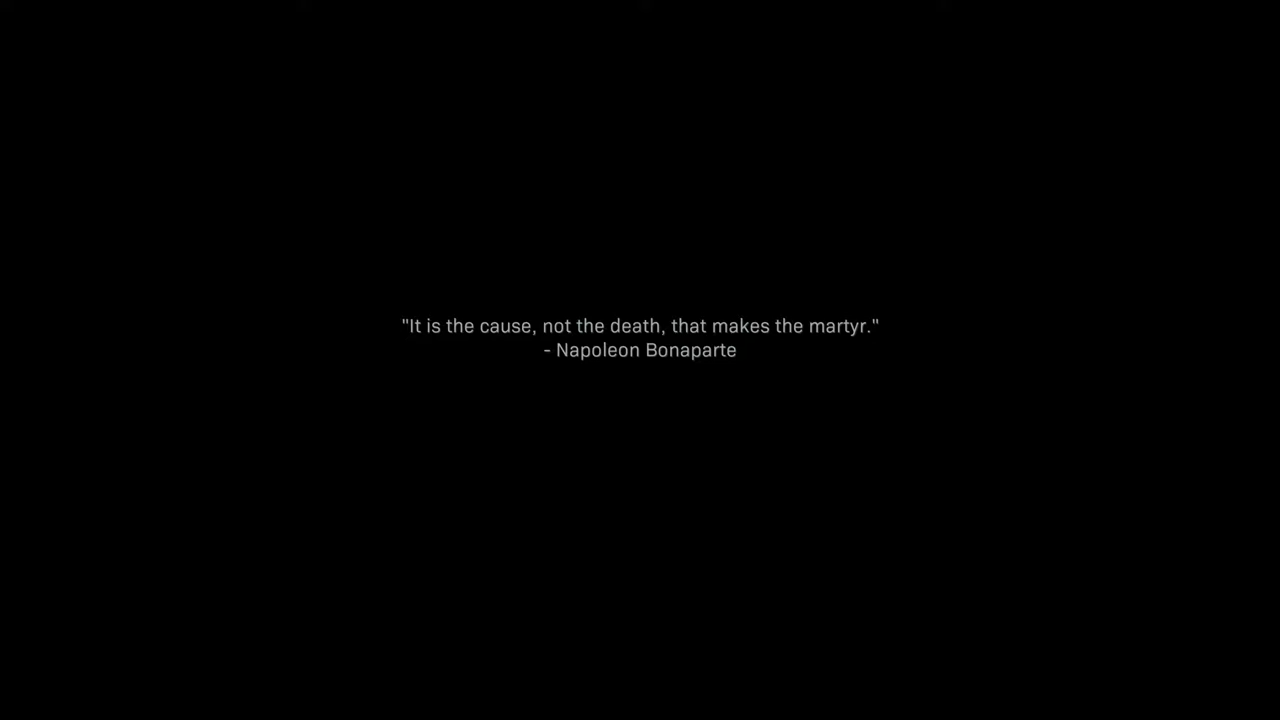 "It is the cause, not the death, that makes the martyr."
- Napoleon Bonaparte